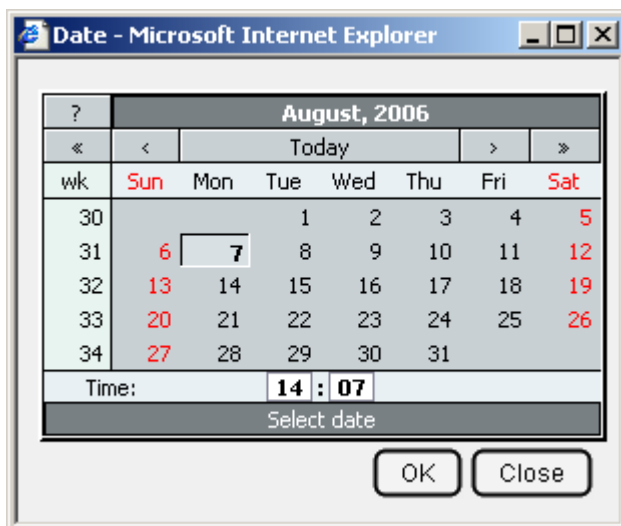 Date - Microsoft Internet Explorer
? August, 2006
« < Today > »
wk Sun Mon Tue Wed Thu Fri Sat
30 1 2 3 4 5
31 6 7 8 9 10 11 12
32 13 14 15 16 17 18 19
33 20 21 22 23 24 25 26
34 27 28 29 30 31
Time: 14 : 07
Select date
OK Close